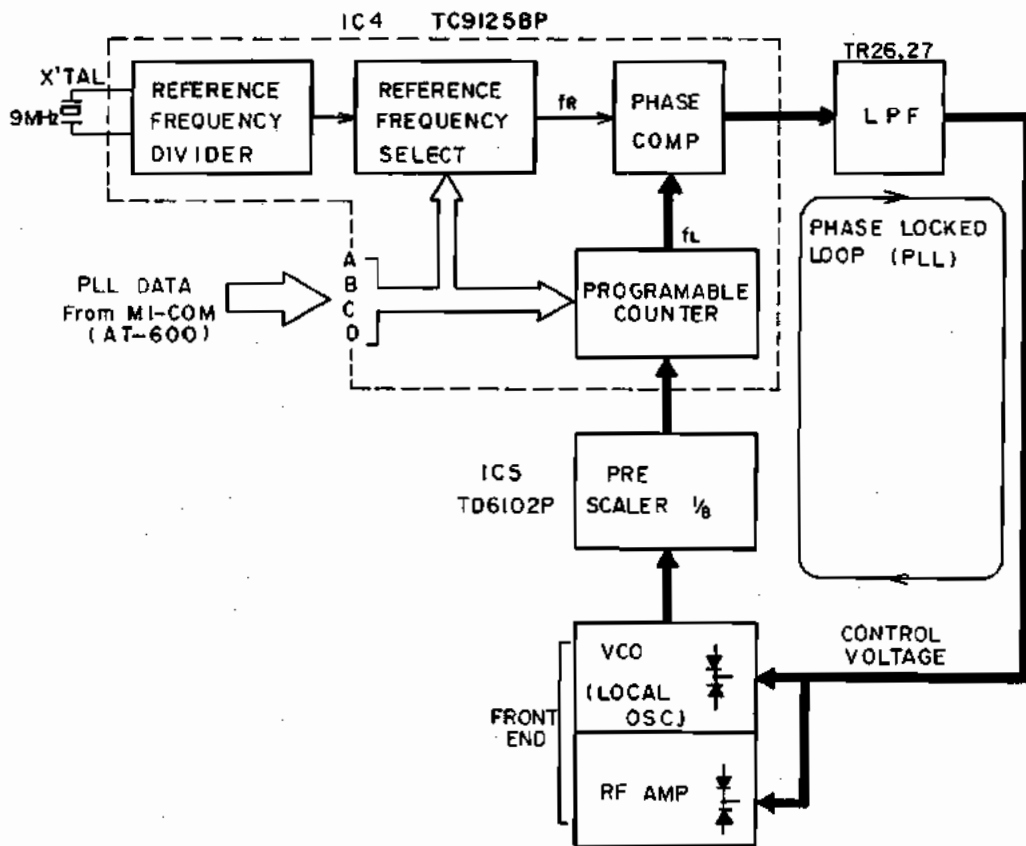 IC4 TC9125BP
X'TAL
9MHz
REFERENCE
FREQUENCY
DIVIDER
REFERENCE
FREQUENCY
SELECT
fR
PHASE
COMP
TR26,27
LPF
PHASE LOCKED
LOOP (PLL)
PLL DATA
From MI-COM
(AT-600)
A
B
C
D
fL
PROGRAMABLE
COUNTER
IC5
TD6102P
PRE
SCALER 1/8
CONTROL
VOLTAGE
FRONT
END
VCO
(LOCAL
OSC)
RF AMP